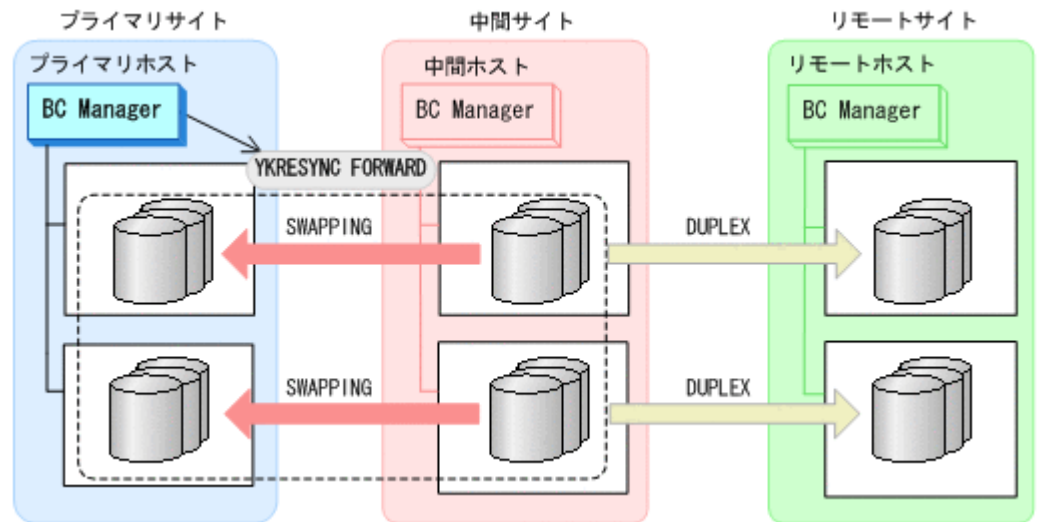 プライマリサイト
中間サイト
リモートサイト
プライマリホスト
中間ホスト
リモートホスト
BC Manager
BC Manager
BC Manager
YKRESYNC FORWARD
SWAPPING
DUPLEX
SWAPPING
DUPLEX